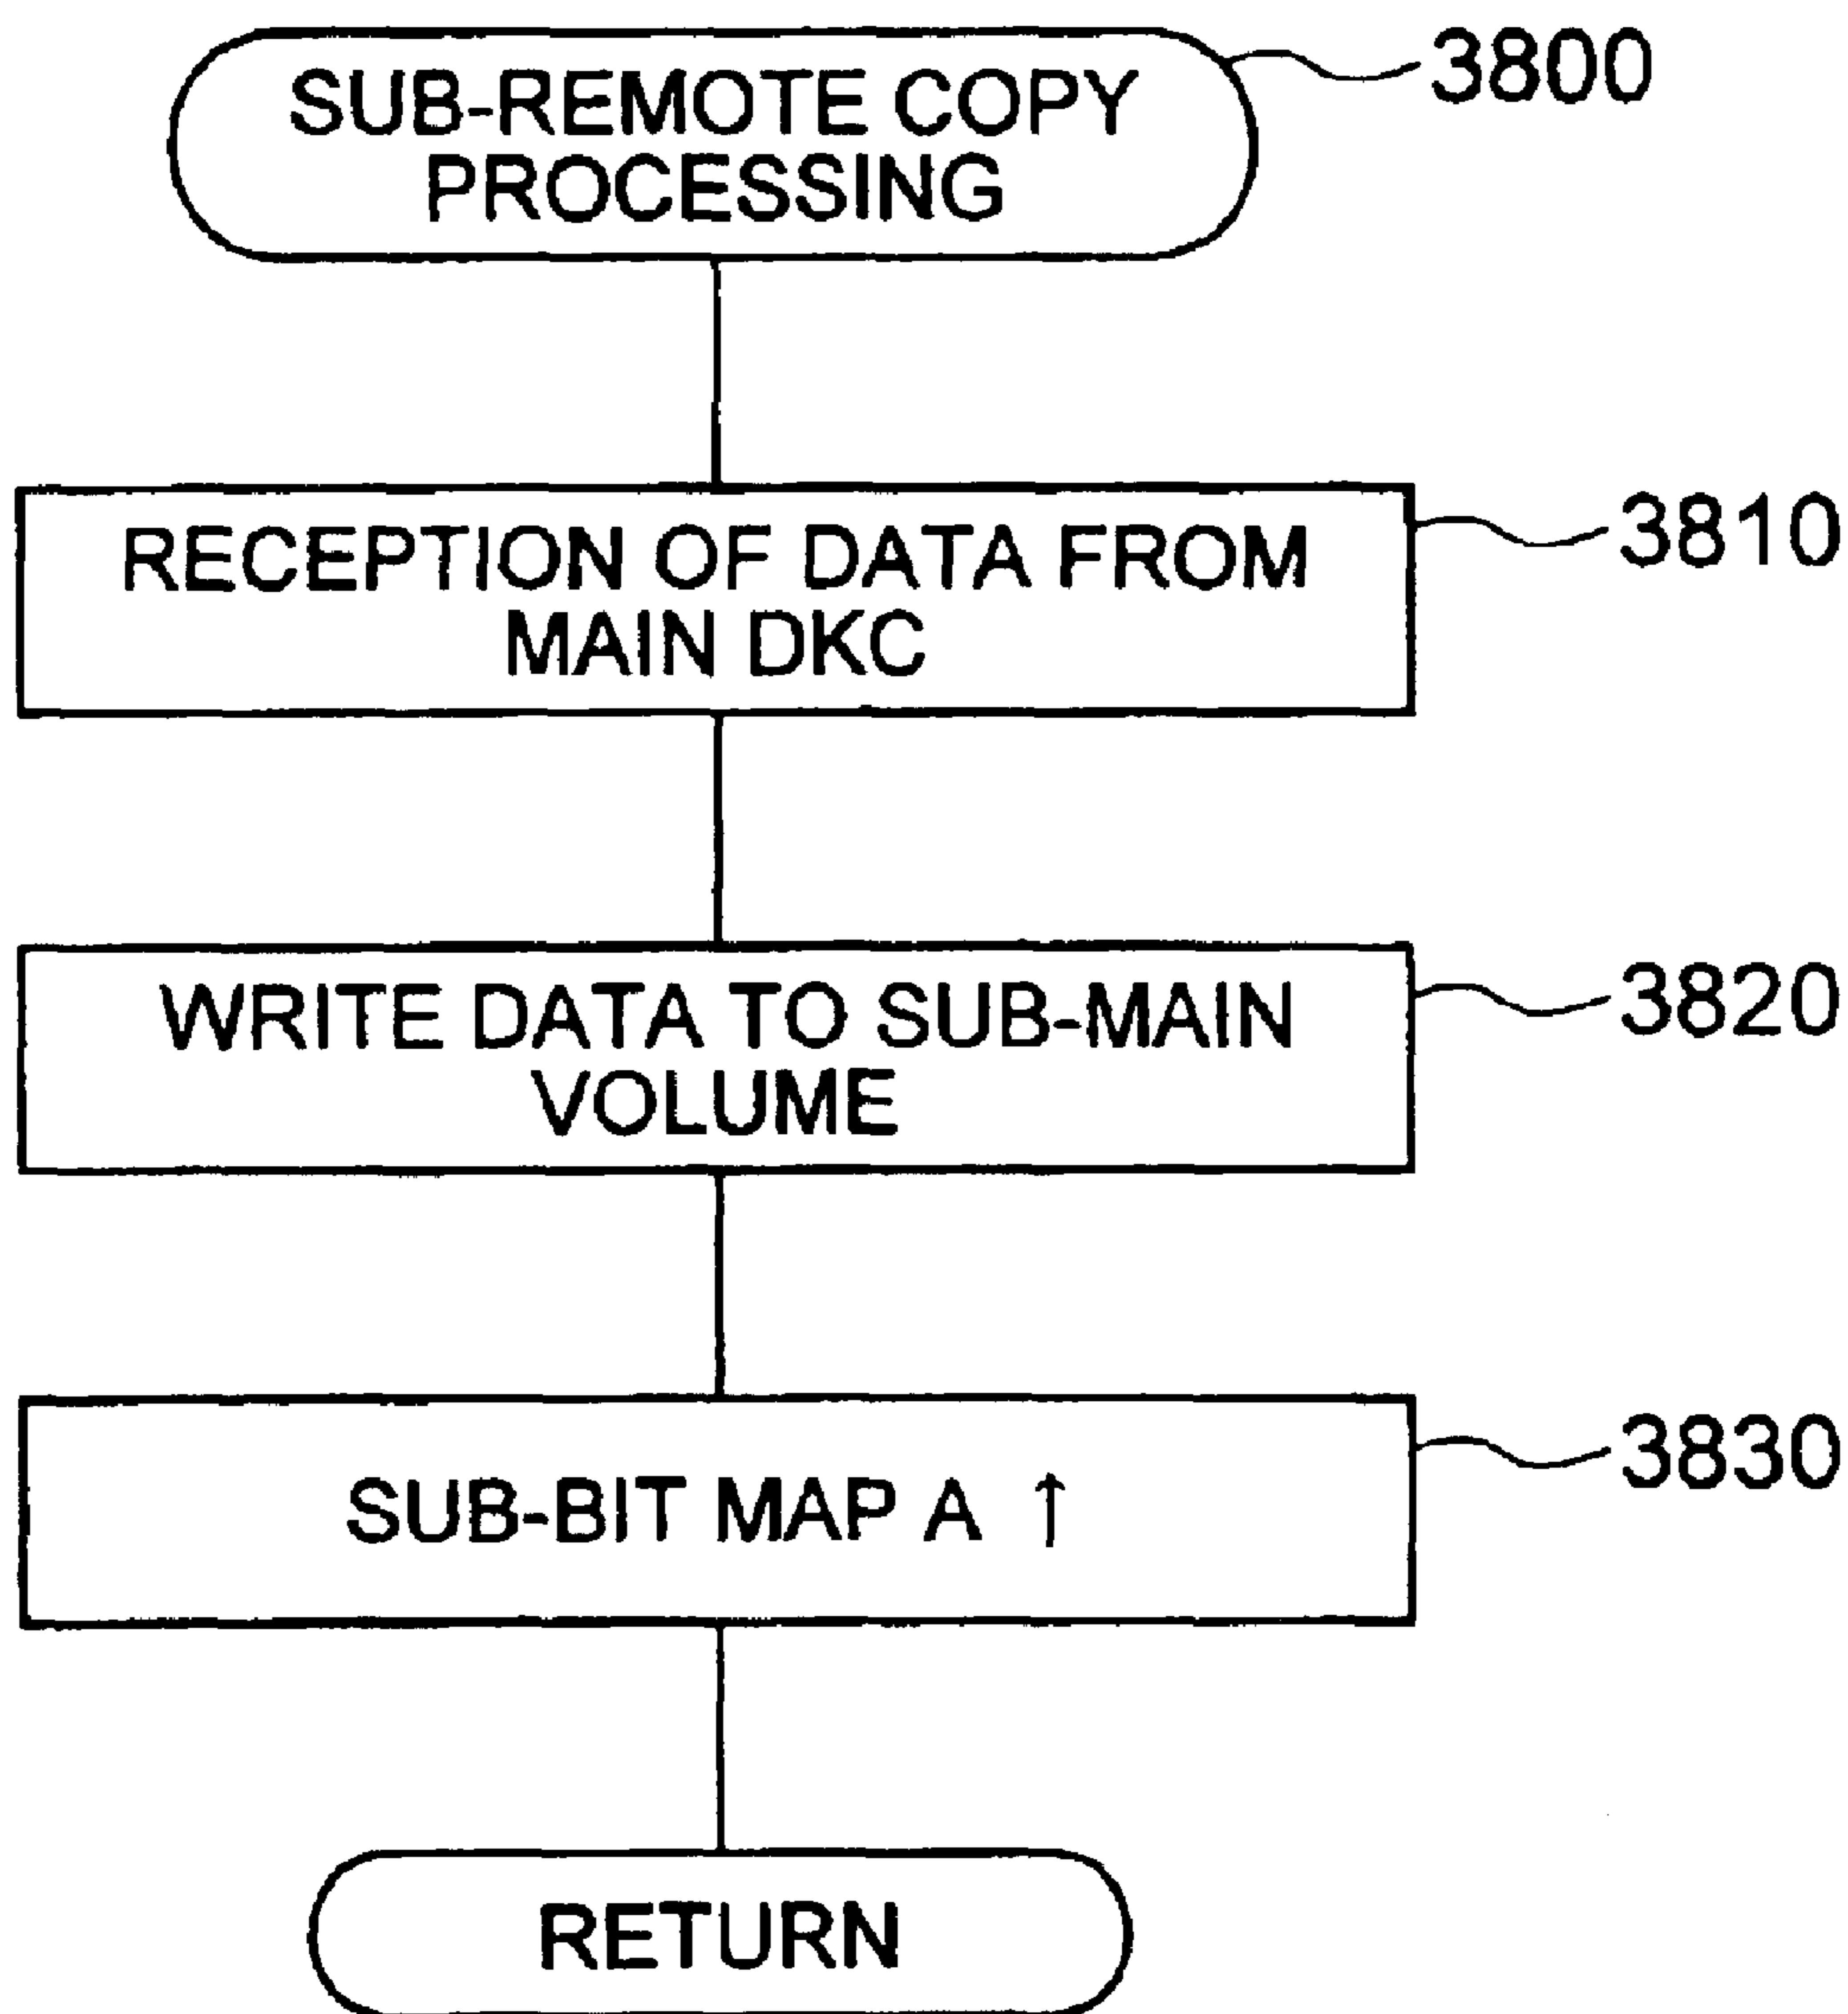 SUB-REMOTE COPY
PROCESSING
3800
RECEPTION OF DATA FROM
MAIN DKC
3810
WRITE DATA TO SUB-MAIN
VOLUME
3820
SUB-BIT MAP A ↑
3830
RETURN